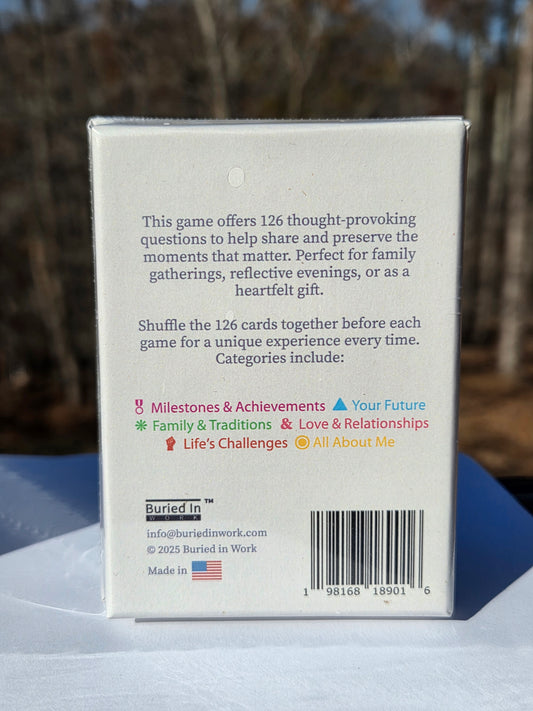 This game offers 126 thought-provoking
questions to help share and preserve the
moments that matter. Perfect for family
gatherings, reflective evenings, or as a
heartfelt gift.
Shuffle the 126 cards together before each
game for a unique experience every time.
Categories include:
Milestones & Achievements Your Future
Family & Traditions & Love & Relationships
Life's Challenges All About Me
Buried In ™
WORK
info@buriedinwork.com
© 2025 Buried in Work
Made in
1 98168 18901 6